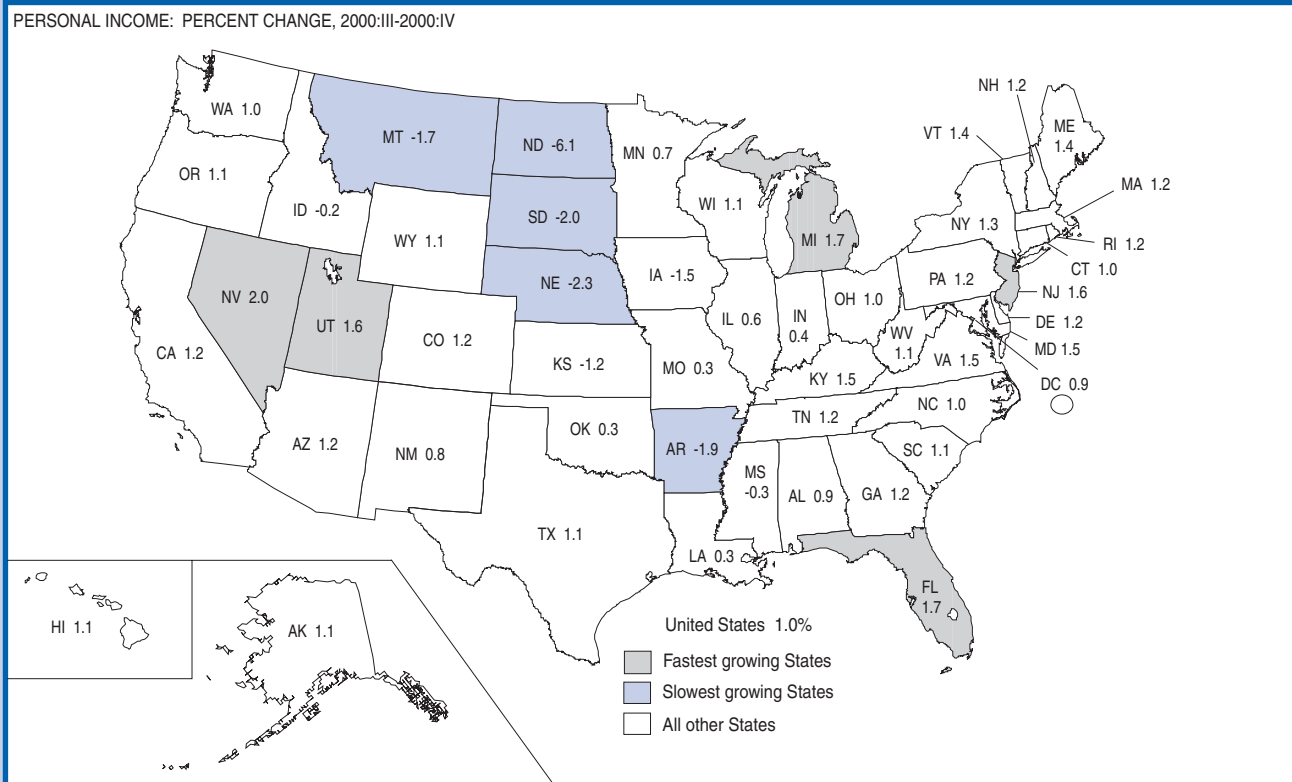 PERSONAL INCOME: PERCENT CHANGE, 2000:III-2000:IV
NH 1.2
WA 1.0
MT -1.7
ND -6.1
MN 0.7
VT 1.4
ME
1.4
OR 1.1
ID -0.2
SD -2.0
WI 1.1
MA 1.2
WY 1.1
MI 1.7
NY 1.3
RI 1.2
CT 1.0
NV 2.0
UT 1.6
NE -2.3
IA -1.5
PA 1.2
NJ 1.6
CA 1.2
CO 1.2
KS -1.2
MO 0.3
IL 0.6
IN
0.4
OH 1.0
WV
1.1
VA 1.5
DE 1.2
MD 1.5
DC 0.9
KY 1.5
AZ 1.2
NM 0.8
OK 0.3
AR -1.9
TN 1.2
NC 1.0
SC 1.1
MS
-0.3
AL 0.9
GA 1.2
TX 1.1
LA 0.3
FL
1.7
HI 1.1
AK 1.1
United States 1.0%
Fastest growing States
Slowest growing States
All other States